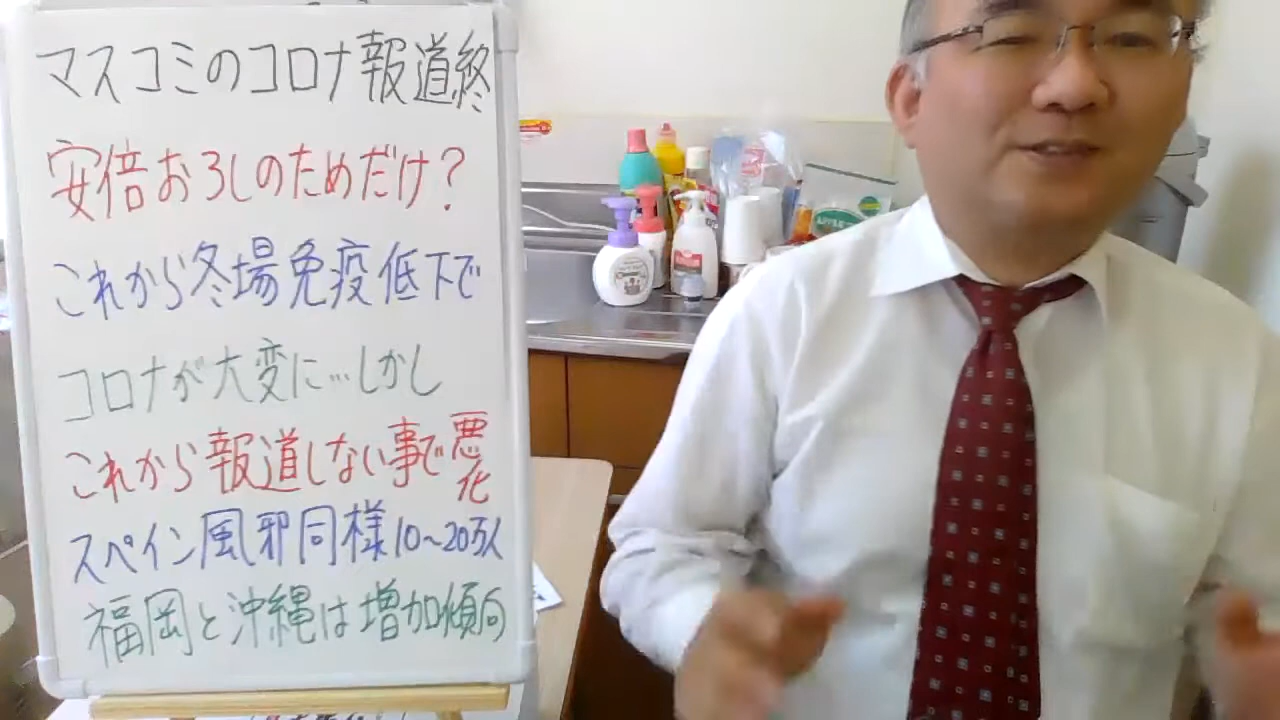 マスコミのコロナ報道終
安倍おろしのためだけ？
これから冬場免疫低下で
コロナが大変に…しかし
これから報道しない事で悪化
スペイン風邪同様10〜20万人
福岡と沖縄は増加傾向